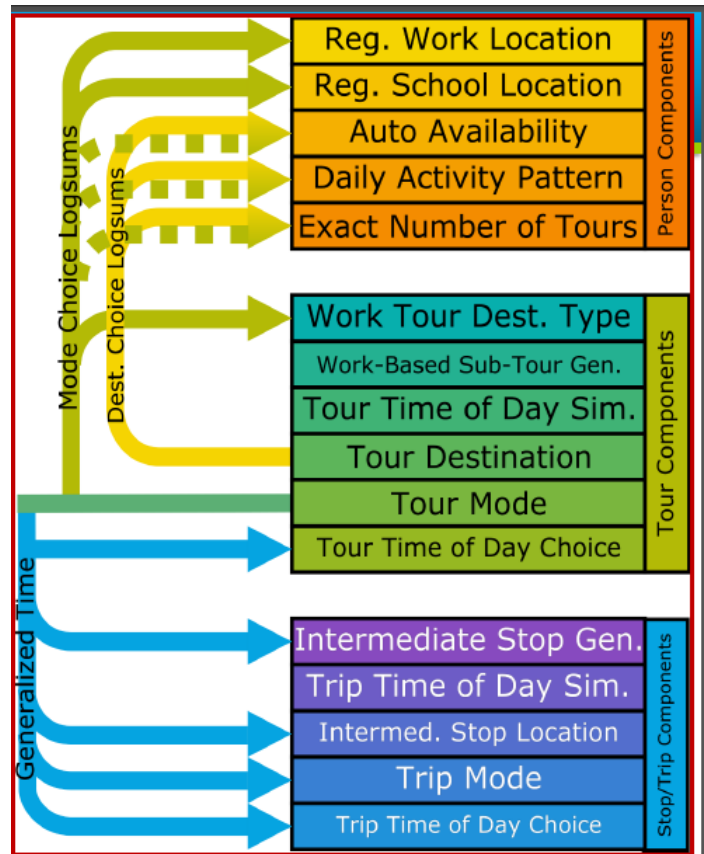 Reg. Work Location
Reg. School Location
Auto Availability
Daily Activity Pattern
Exact Number of Tours
Person Components
Mode Choice Logsums
Dest. Choice Logsums
Work Tour Dest. Type
Work-Based Sub-Tour Gen.
Tour Time of Day Sim.
Tour Destination
Tour Mode
Tour Time of Day Choice
Tour Components
Generalized Time
Intermediate Stop Gen.
Trip Time of Day Sim.
Intermed. Stop Location
Trip Mode
Trip Time of Day Choice
Stop/Trip Components